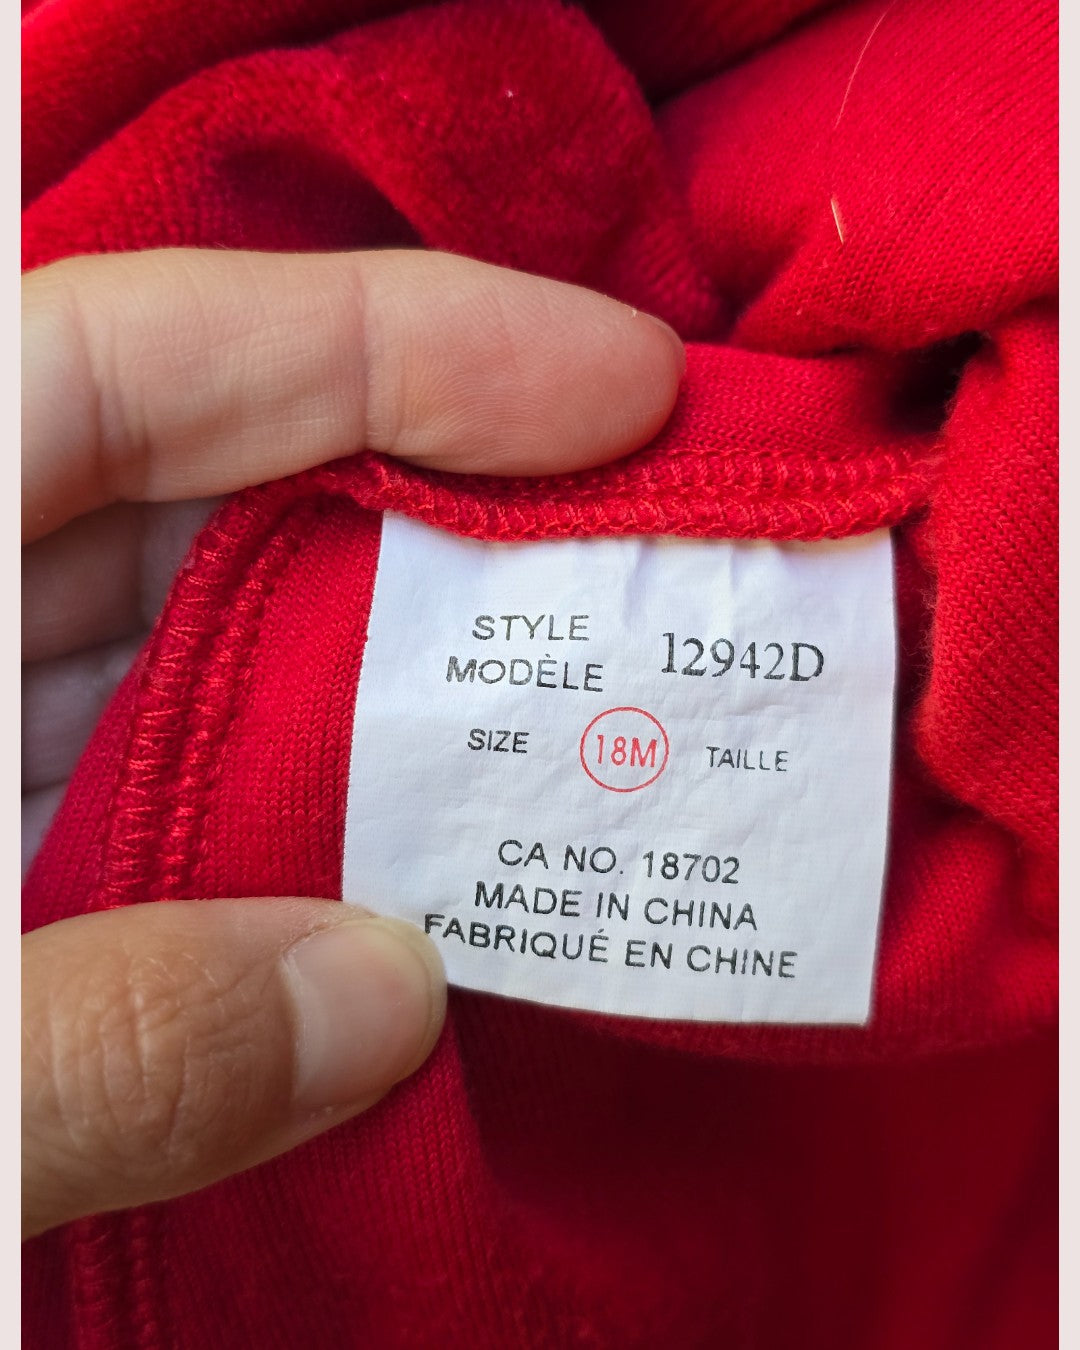 STYLE
MODÈLE 12942D
SIZE 18M TAILLE
CA NO. 18702
MADE IN CHINA
FABRIQUÉ EN CHINE